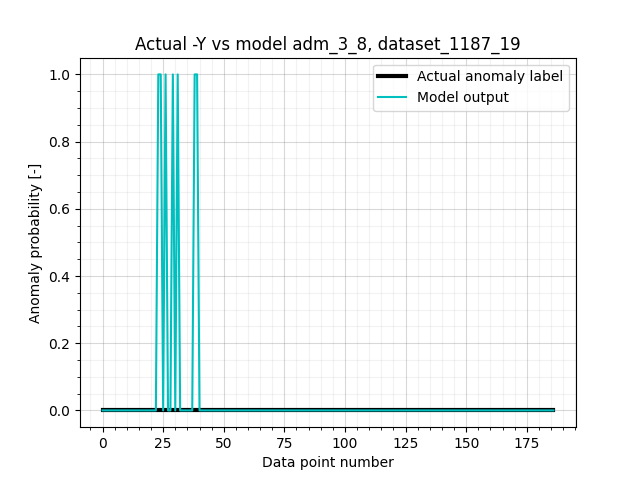 Actual -Y vs model adm_3_8, dataset_1187_19
Actual anomaly label
Model output
Anomaly probability [-]
1.0
0.8
0.6
0.4
0.2
0.0
0 25 50 75 100 125 150 175
Data point number